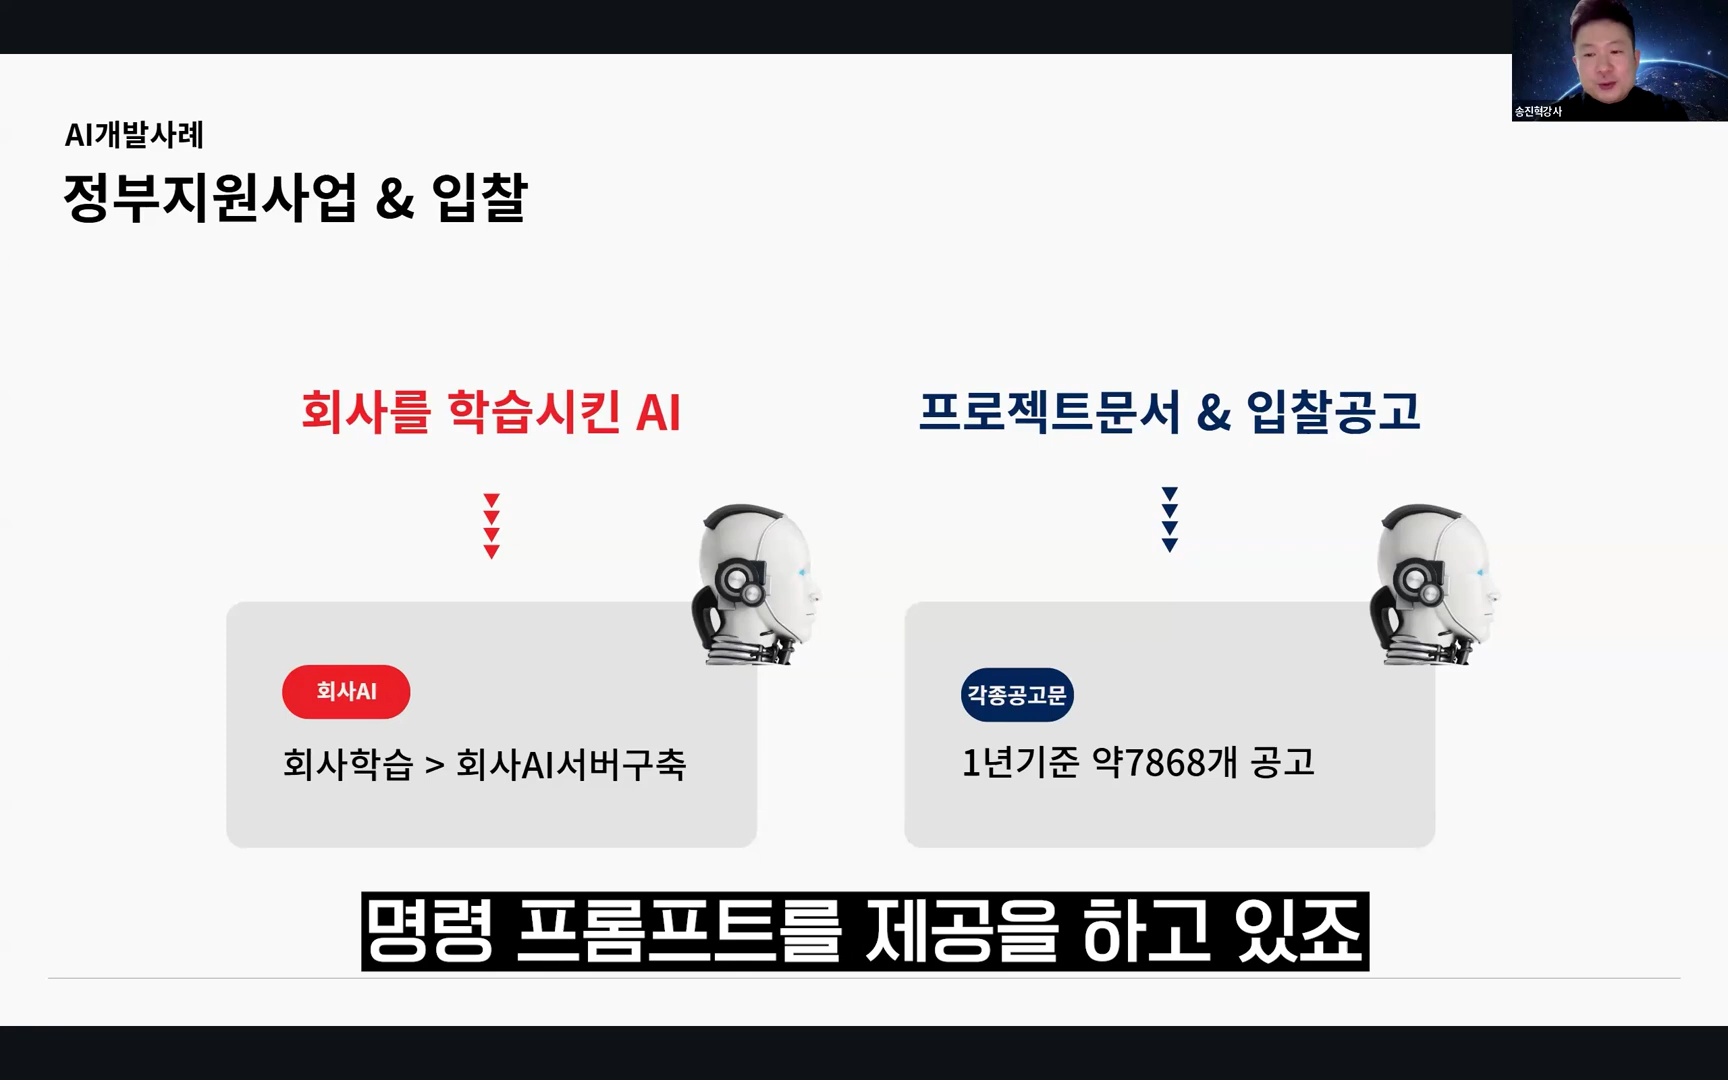 송진혁강사
AI개발사례
정부지원사업 & 입찰
회사를 학습시킨 AI
회사AI
회사학습 > 회사AI서버구축
프로젝트문서 & 입찰공고
각종공고문
1년기준 약7868개 공고
명령 프롬프트를 제공을 하고 있죠